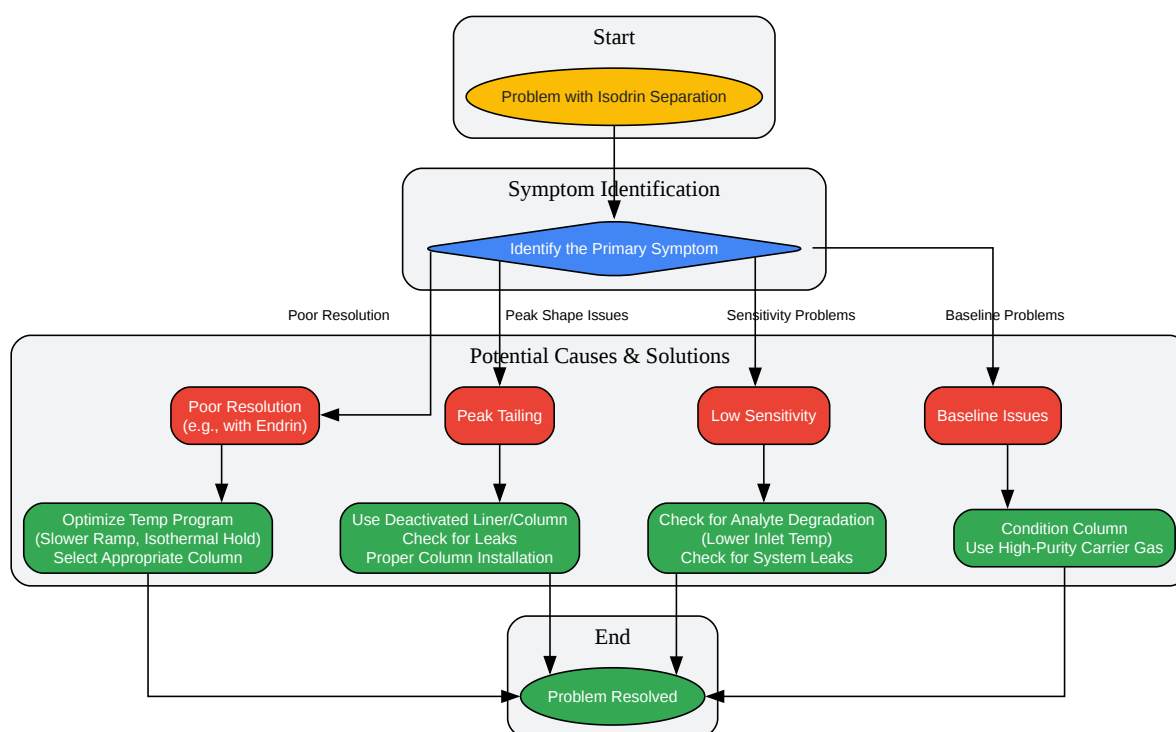 Start
Problem with Isodrin Separation
Symptom Identification
Identify the Primary Symptom
Poor Resolution
Peak Shape Issues
Sensitivity Problems
Baseline Problems
Potential Causes & Solutions
Poor Resolution
(e.g., with Endrin)
Peak Tailing
Low Sensitivity
Baseline Issues
Optimize Temp Program
(Slower Ramp, Isothermal Hold)
Select Appropriate Column
Use Deactivated Liner/Column
Check for Leaks
Proper Column Installation
Check for Analyte Degradation
(Lower Inlet Temp)
Check for System Leaks
Condition Column
Use High-Purity Carrier Gas
End
Problem Resolved